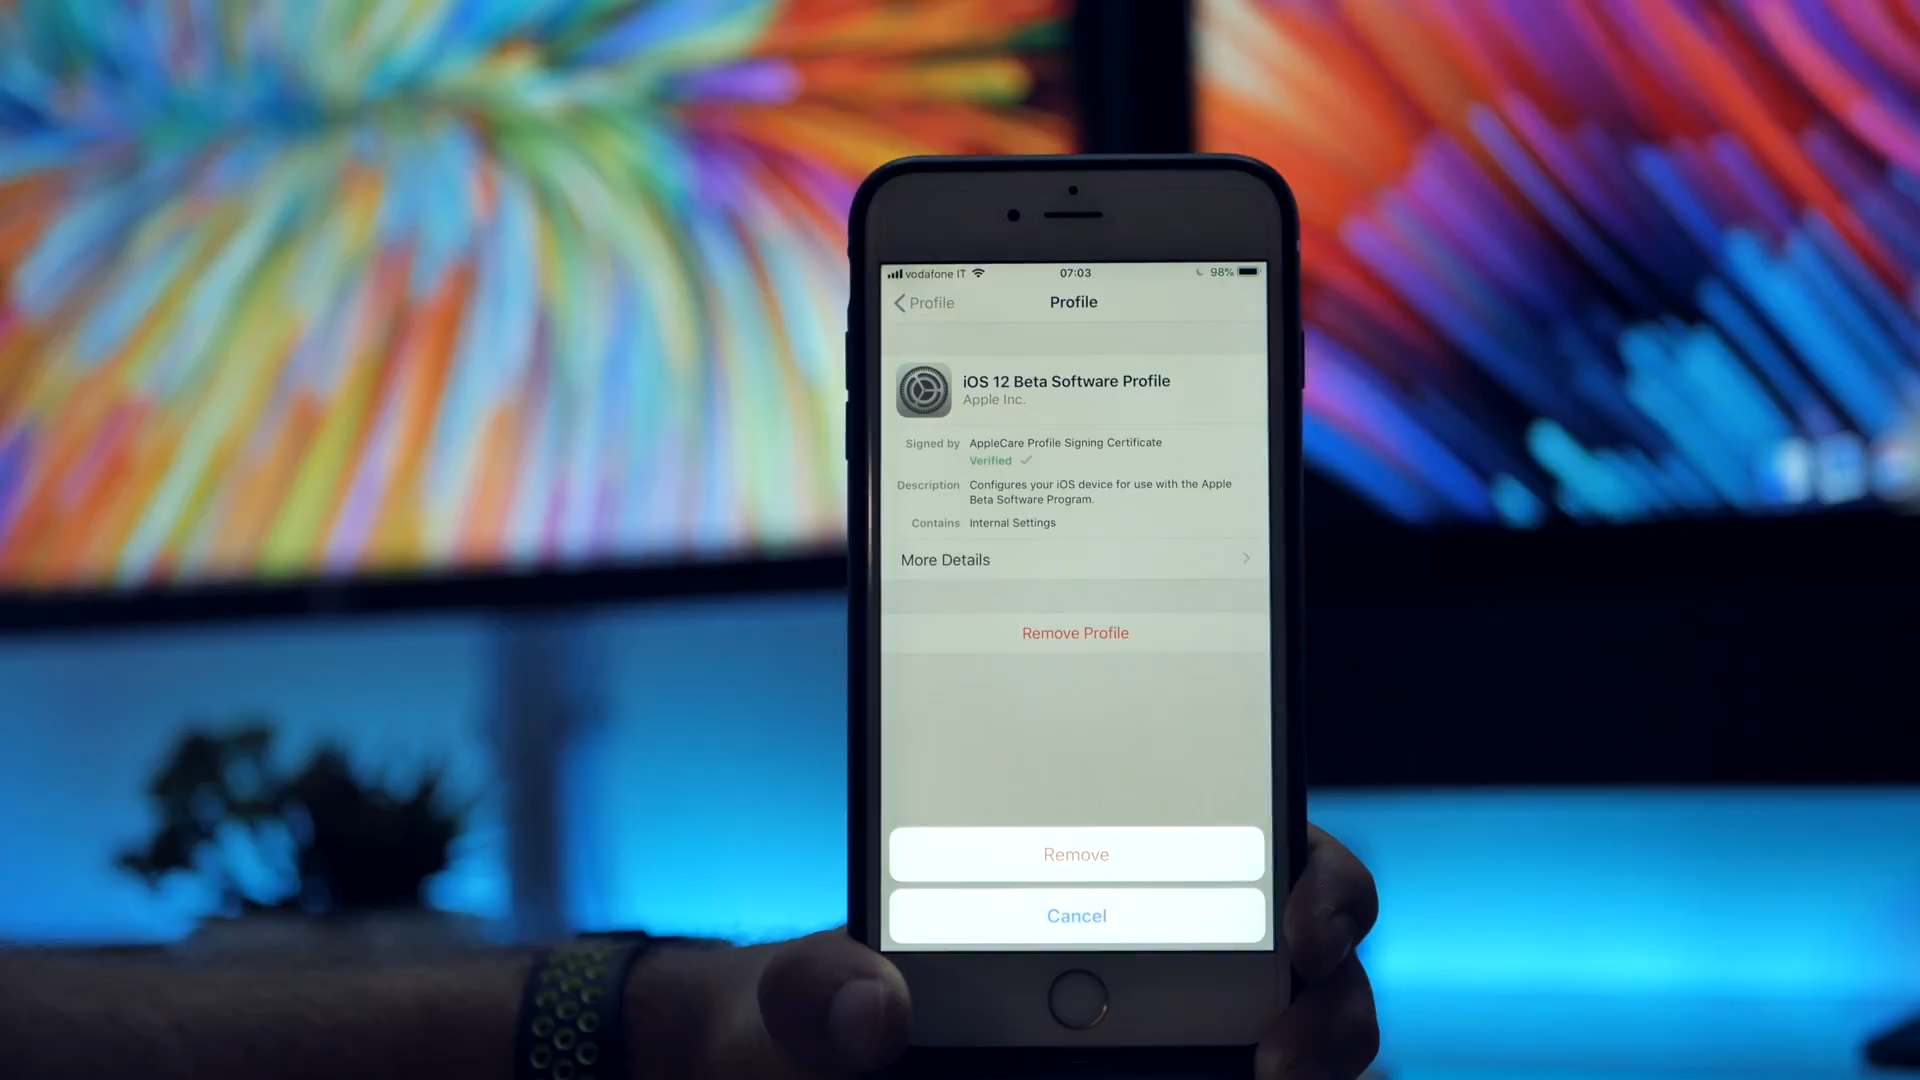 vodafone IT 07:03 98%
Profile Profile
iOS 12 Beta Software Profile
Apple Inc.
Signed by AppleCare Profile Signing Certificate
Verified ✓
Description Configures your iOS device for use with the Apple
Beta Software Program.
Contains Internal Settings
More Details
Remove Profile
Remove
Cancel